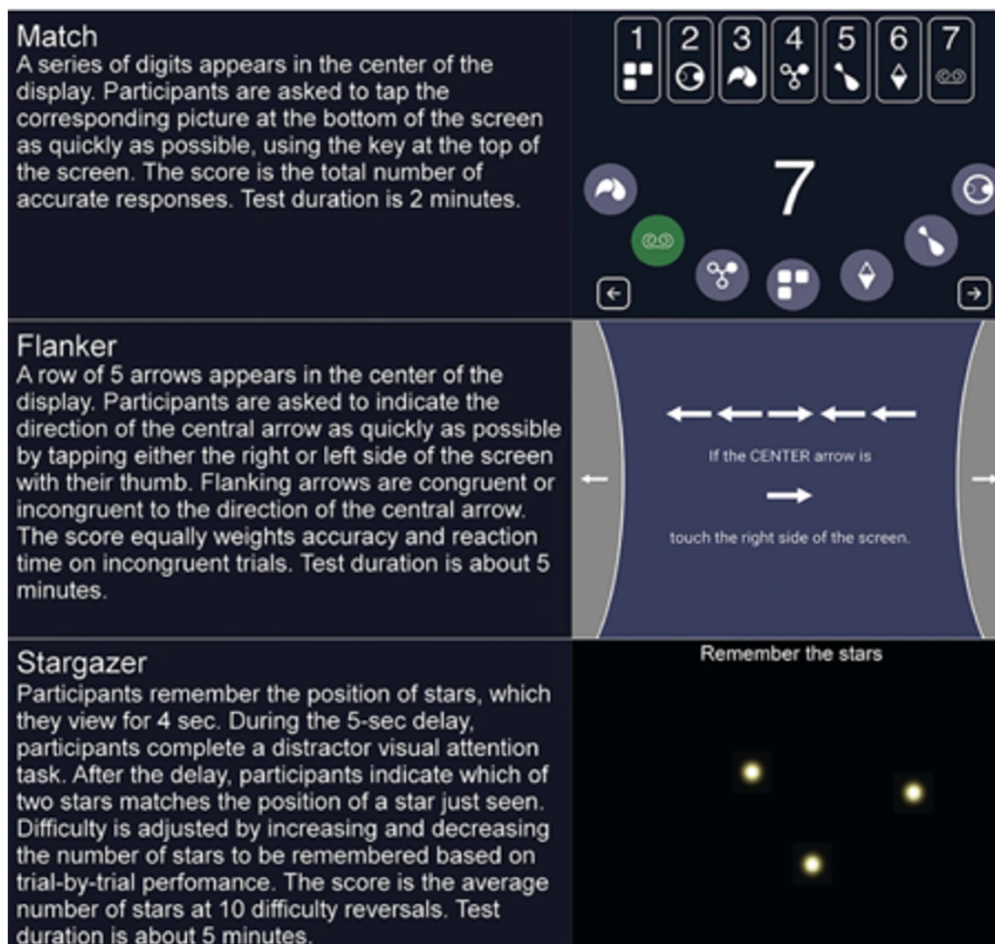 Match
A series of digits appears in the center of the
display. Participants are asked to tap the
corresponding picture at the bottom of the screen
as quickly as possible, using the key at the top of
the screen. The score is the total number of
accurate responses. Test duration is 2 minutes.
1 2 3 4 5 6 7
7
Flanker
A row of 5 arrows appears in the center of the
display. Participants are asked to indicate the
direction of the central arrow as quickly as possible
by tapping either the right or left side of the screen
with their thumb. Flanking arrows are congruent or
incongruent to the direction of the central arrow.
The score equally weights accuracy and reaction
time on incongruent trials. Test duration is about 5
minutes.
If the CENTER arrow is
touch the right side of the screen.
Stargazer
Participants remember the position of stars, which
they view for 4 sec. During the 5-sec delay,
participants complete a distractor visual attention
task. After the delay, participants indicate which of
two stars matches the position of a star just seen.
Difficulty is adjusted by increasing and decreasing
the number of stars to be remembered based on
trial-by-trial perfomance. The score is the average
number of stars at 10 difficulty reversals. Test
duration is about 5 minutes.
Remember the stars